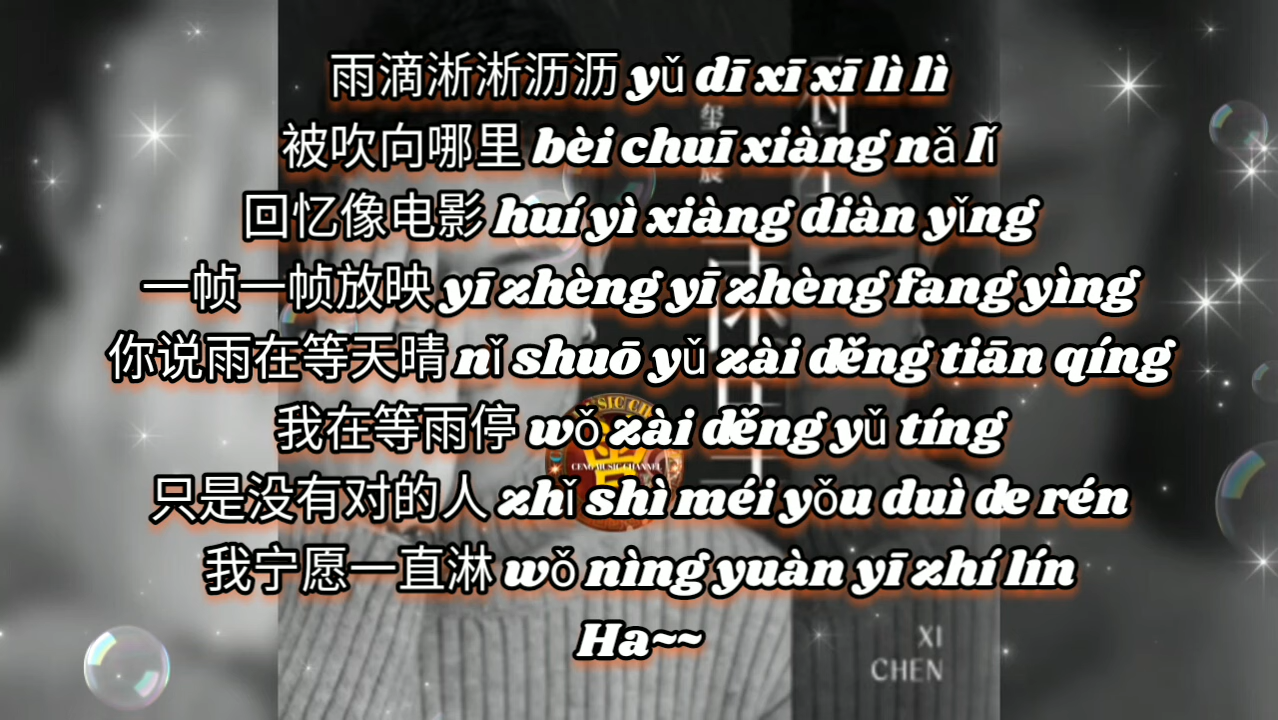 雨滴淅淅沥沥 yǔ dī xī xī lì lì
被吹向哪里 bèi chuī xiàng nǎ lǐ
回忆像电影 huí yì xiàng diàn yǐng
一帧一帧放映 yī zhèng yī zhèng fang yìng
你说雨在等天晴 nǐ shuō yǔ zài děng tiān qíng
我在等雨停 wǒ zài děng yǔ tíng
CENG MUSIC CHANNEL
只是没有对的人 zhǐ shì méi yǒu duì de rén
我宁愿一直淋 wǒ nìng yuàn yī zhí lín
Ha~~
XI
CHEN